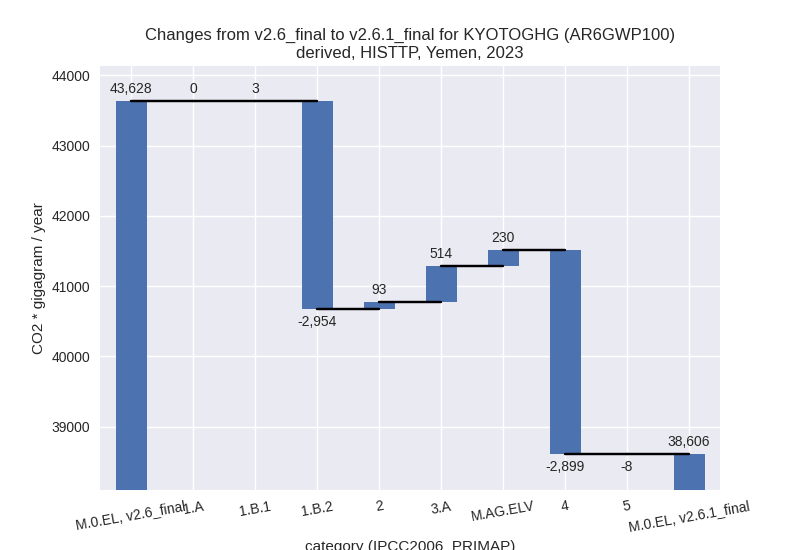 Changes from v2.6_final to v2.6.1_final for KYOTOGHG (AR6GWP100)
derived, HISTTP, Yemen, 2023
CO2 * gigagram / year
44000
43000
42000
41000
40000
39000
43,628
0
3
-2,954
93
514
230
-2,899
-8
38,606
M.0.EL, v2.6_final
1.A
1.B.1
1.B.2
2
3.A
M.AG.ELV
4
5
M.0.EL, v2.6.1_final
category (IPCC2006_PRIMAP)